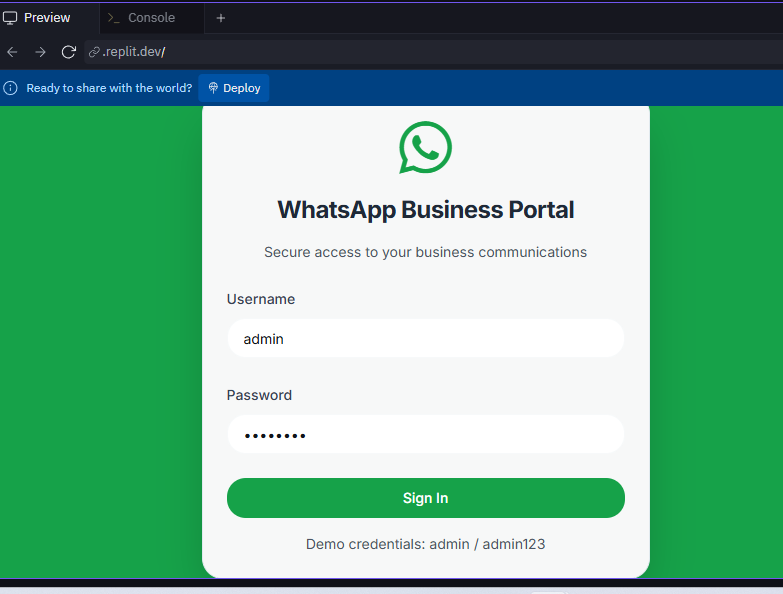 Preview
>_ Console
+
.replit.dev/
Ready to share with the world? Deploy
WhatsApp Business Portal
Secure access to your business communications
Username
admin
Password
••••••••
Sign In
Demo credentials: admin / admin123